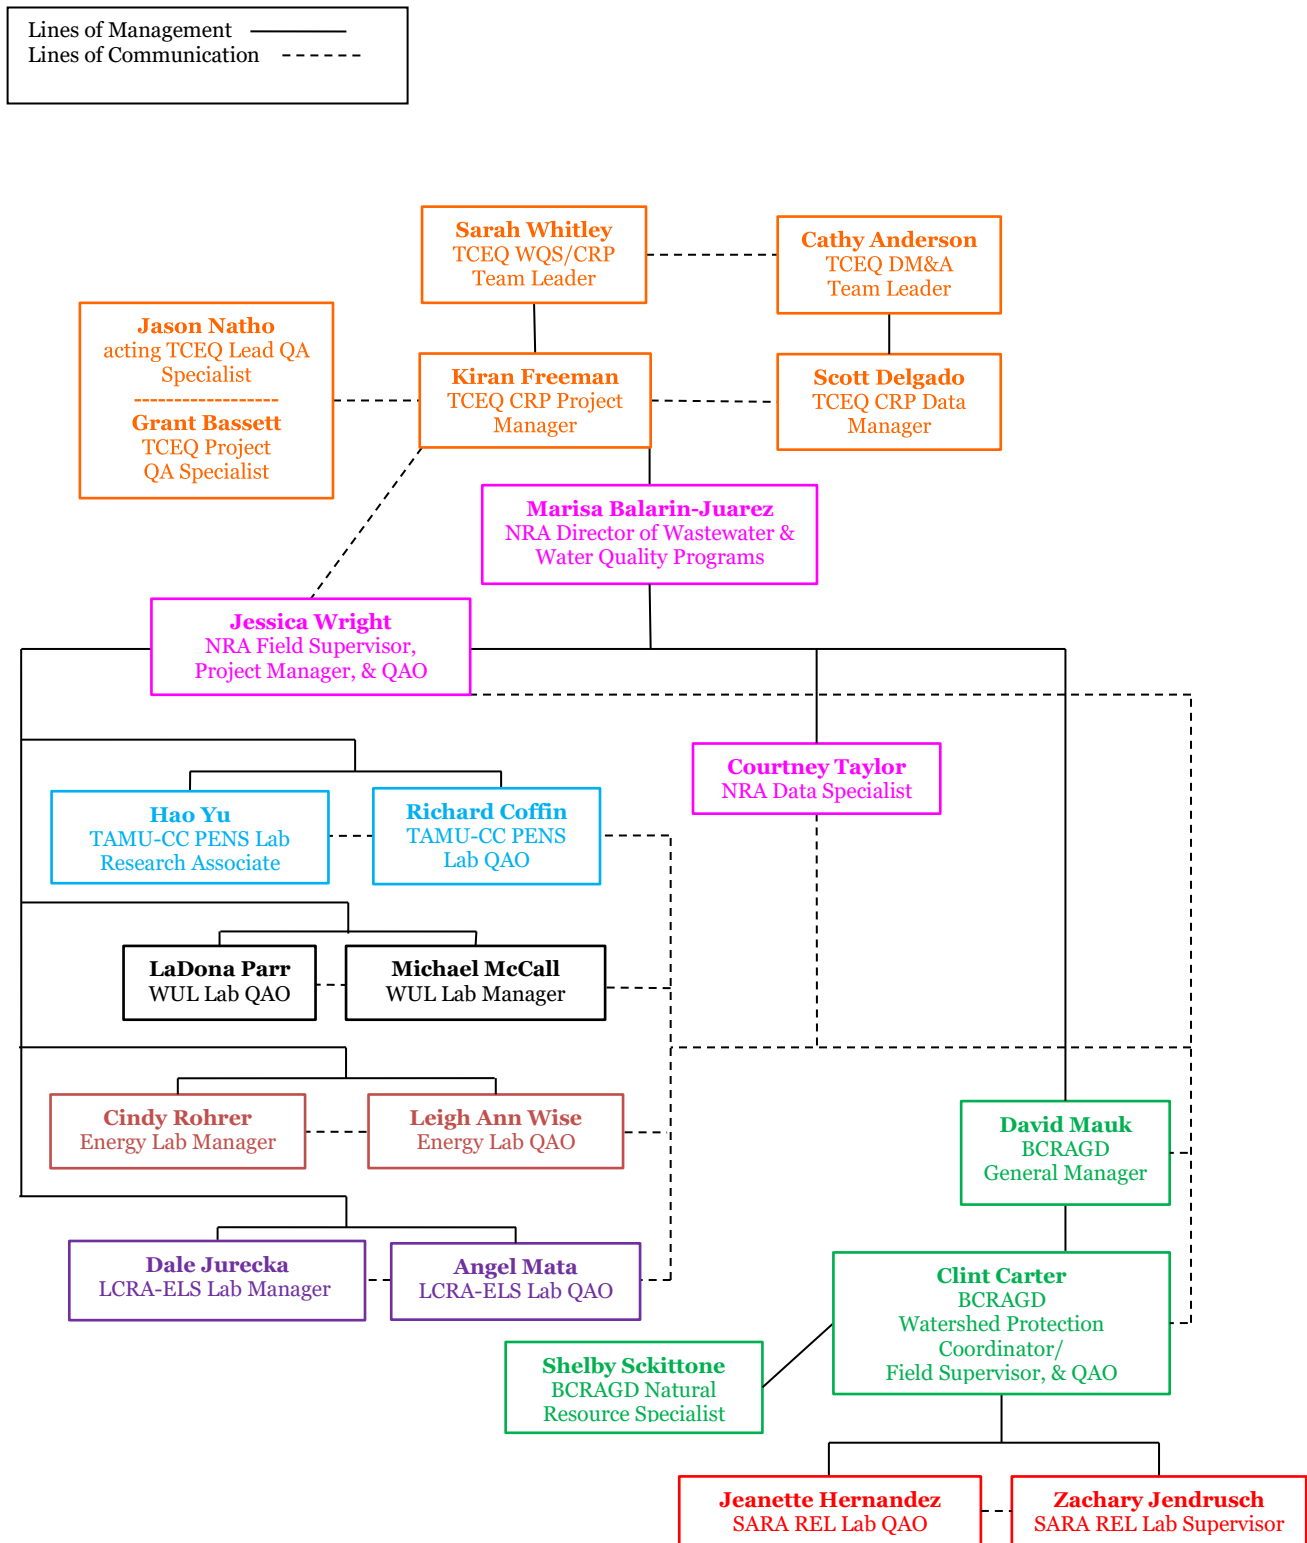 Lines of Management
Lines of Communication
Sarah Whitley
TCEQ WQS/CRP
Team Leader
Cathy Anderson
TCEQ DM&A
Team Leader
Jason Natho
acting TCEQ Lead QA
Specialist
------------------
Grant Bassett
TCEQ Project
QA Specialist
Kiran Freeman
TCEQ CRP Project
Manager
Scott Delgado
TCEQ CRP Data
Manager
Marisa Balarin-Juarez
NRA Director of Wastewater &
Water Quality Programs
Jessica Wright
NRA Field Supervisor,
Project Manager, & QAO
Courtney Taylor
NRA Data Specialist
Hao Yu
TAMU-CC PENS Lab
Research Associate
Richard Coffin
TAMU-CC PENS
Lab QAO
LaDona Parr
WUL Lab QAO
Michael McCall
WUL Lab Manager
Cindy Rohrer
Energy Lab Manager
Leigh Ann Wise
Energy Lab QAO
David Mauk
BCRAGD
General Manager
Dale Jurecka
LCRA-ELS Lab Manager
Angel Mata
LCRA-ELS Lab QAO
Clint Carter
BCRAGD
Watershed Protection
Coordinator/
Field Supervisor, & QAO
Shelby Sckittone
BCRAGD Natural
Resource Specialist
Jeanette Hernandez
SARA REL Lab QAO
Zachary Jendrusch
SARA REL Lab Supervisor